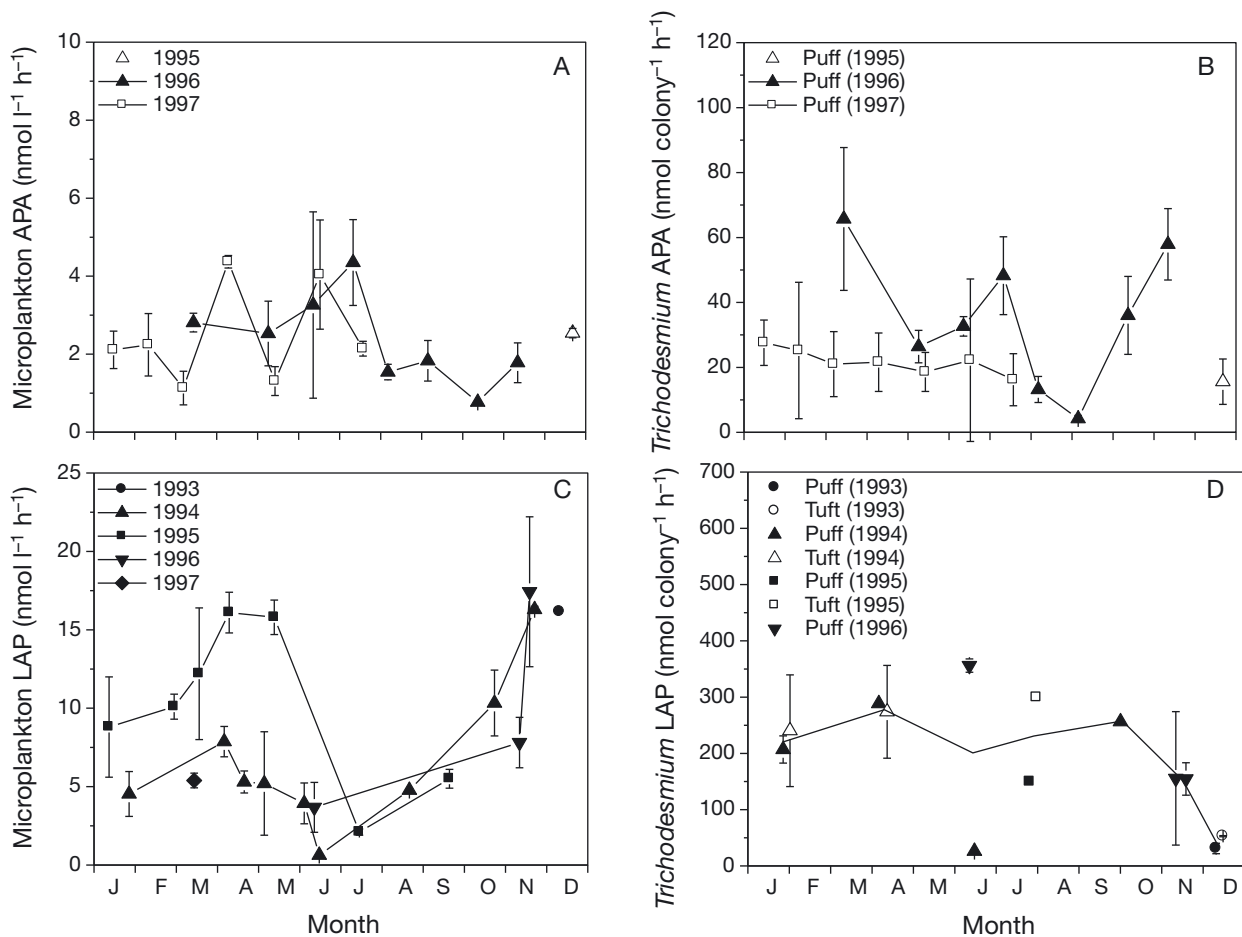 Microplankton APA (nmol l⁻¹ h⁻¹)
10
8
6
4
2
0
1995
1996
1997
A
Trichodesmium APA (nmol colony⁻¹ h⁻¹)
120
100
80
60
40
20
0
Puff (1995)
Puff (1996)
Puff (1997)
B
Microplankton LAP (nmol l⁻¹ h⁻¹)
25
20
15
10
5
0
1993
1994
1995
1996
1997
C
J F M A M J J A S O N D
Month
Trichodesmium LAP (nmol colony⁻¹ h⁻¹)
700
600
500
400
300
200
100
0
Puff (1993)
Tuft (1993)
Puff (1994)
Tuft (1994)
Puff (1995)
Tuft (1995)
Puff (1996)
D
J F M A M J J A S O N D
Month